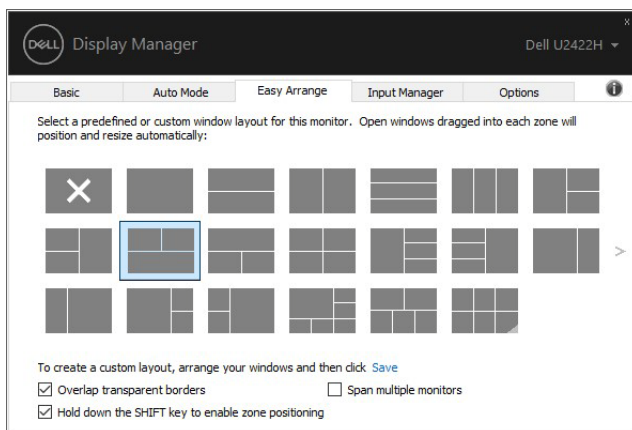 x
DELL Display Manager Dell U2422H
Basic Auto Mode Easy Arrange Input Manager Options i
Select a predefined or custom window layout for this monitor. Open windows dragged into each zone will
position and resize automatically:
>
To create a custom layout, arrange your windows and then click Save
Overlap transparent borders Span multiple monitors
Hold down the SHIFT key to enable zone positioning